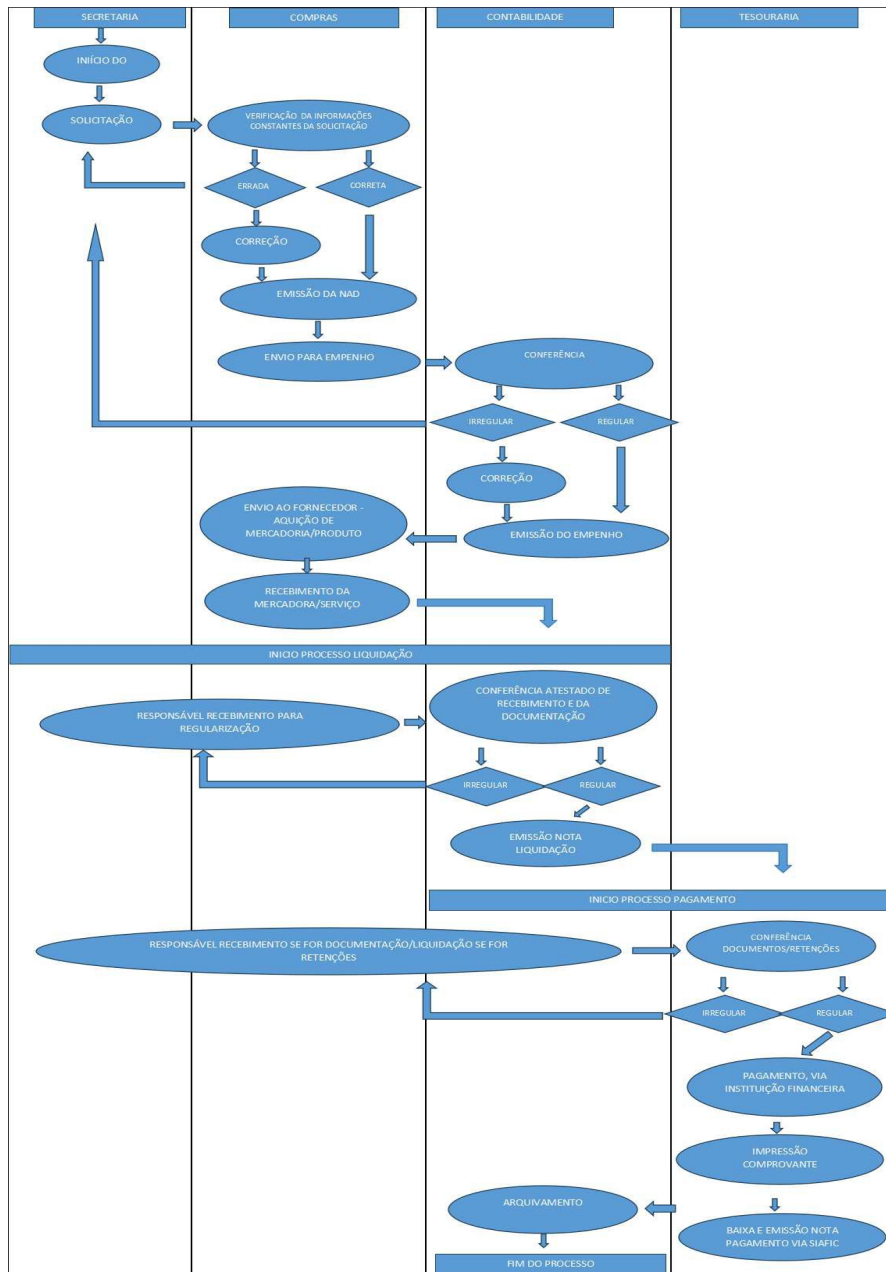 SECRETARIA
COMPRAS
CONTABILIDADE
TESOURARIA
INIÍCIO DO
SOLICITAÇÃO
VERIFICAÇÃO DA INFORMAÇÕES
CONSTANTES DA SOLICITAÇÃO
ERRADA
CORRETA
CORREÇÃO
EMISSÃO DA NAD
ENVIO PARA EMPENHO
CONFERÊNCIA
IRREGULAR
REGULAR
CORREÇÃO
ENVIO AO FORNECEDOR -
AQUIÇÃO DE
MERCADORIA/PRODUTO
EMISSÃO DO EMPENHO
RECEBIMENTO DA
MERCADORA/SERVIÇO
INICIO PROCESSO LIQUIDAÇÃO
CONFERÊNCIA ATESTADO DE
RECEBIMENTO E DA
DOCUMENTAÇÃO
RESPONSÁVEL RECEBIMENTO PARA
REGULARIZAÇÃO
IRREGULAR
REGULAR
EMISSÃO NOTA
LIQUIDAÇÃO
INICIO PROCESSO PAGAMENTO
RESPONSÁVEL RECEBIMENTO SE FOR DOCUMENTAÇÃO/LIQUIDAÇÃO SE FOR
RETENÇÕES
CONFERÊNCIA
DOCUMENTOS/RETENÇÕES
IRREGULAR
REGULAR
PAGAMENTO, VIA
INSTITUIÇÃO FINANCEIRA
IMPRESSÃO
COMPROVANTE
ARQUIVAMENTO
BAIXA E EMISSÃO NOTA
PAGAMENTO VIA SIAFIC
FIM DO PROCESSO